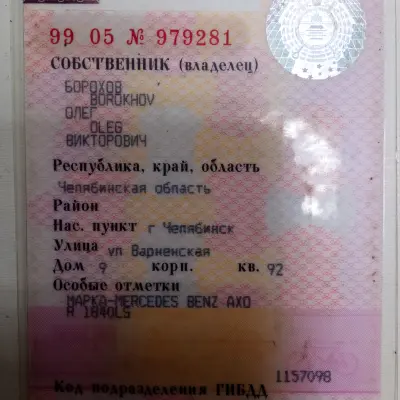 99 05 № 979281
СОБСТВЕННИК (владелец)
БОРОХОВ
BOROKHOV
ОЛЕГ
OLEG
ВИКТОРОВИЧ
Республика, край, область
Челябинская область
Район
Нас. пункт г Челябинск
Улица ул Варненская
Дом 9 корп. кв. 92
Особые отметки
МАРКА-MERCEDES BENZ AXO
R 1840LS
1157098
Код подразделения ГИБДД